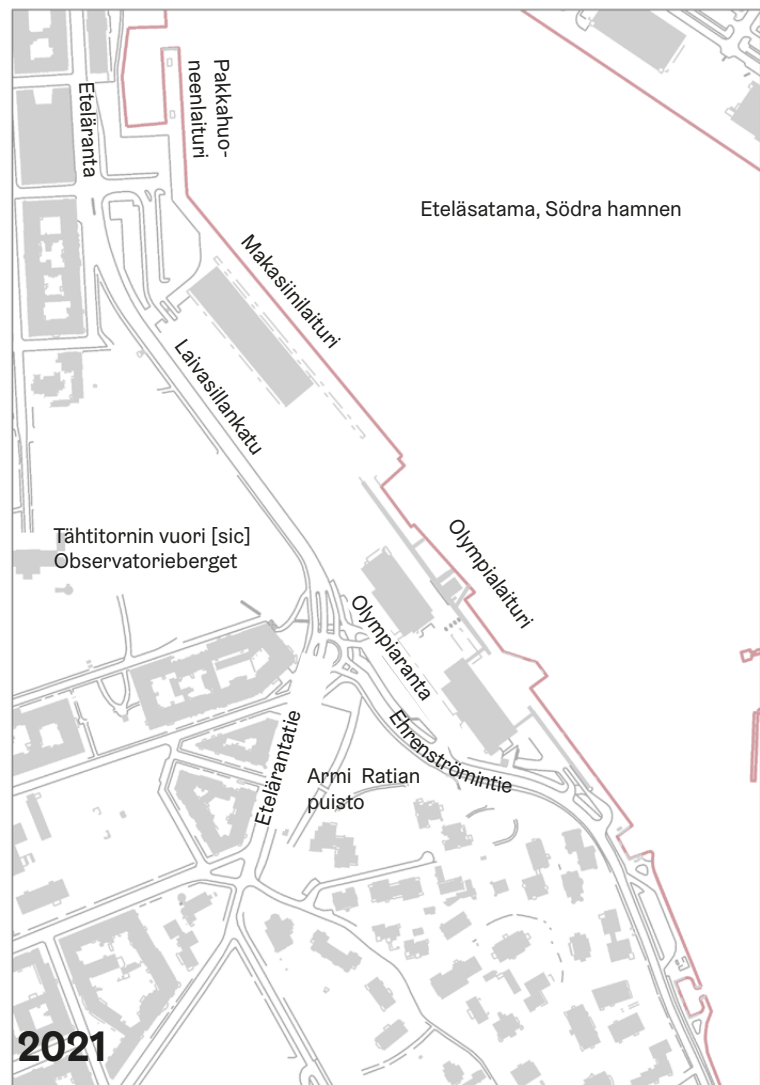 Pakkahuo-
neenlaituri
Eteläranta
Eteläsatama, Södra hamnen
Makasiinilaituri
Laivasillankatu
Tähtitornin vuori [sic]
Observatorieberget
Olympialaituri
Olympiaranta
Ehrenströmintie
Etelärantatie
Armi Ratian
puisto
2021